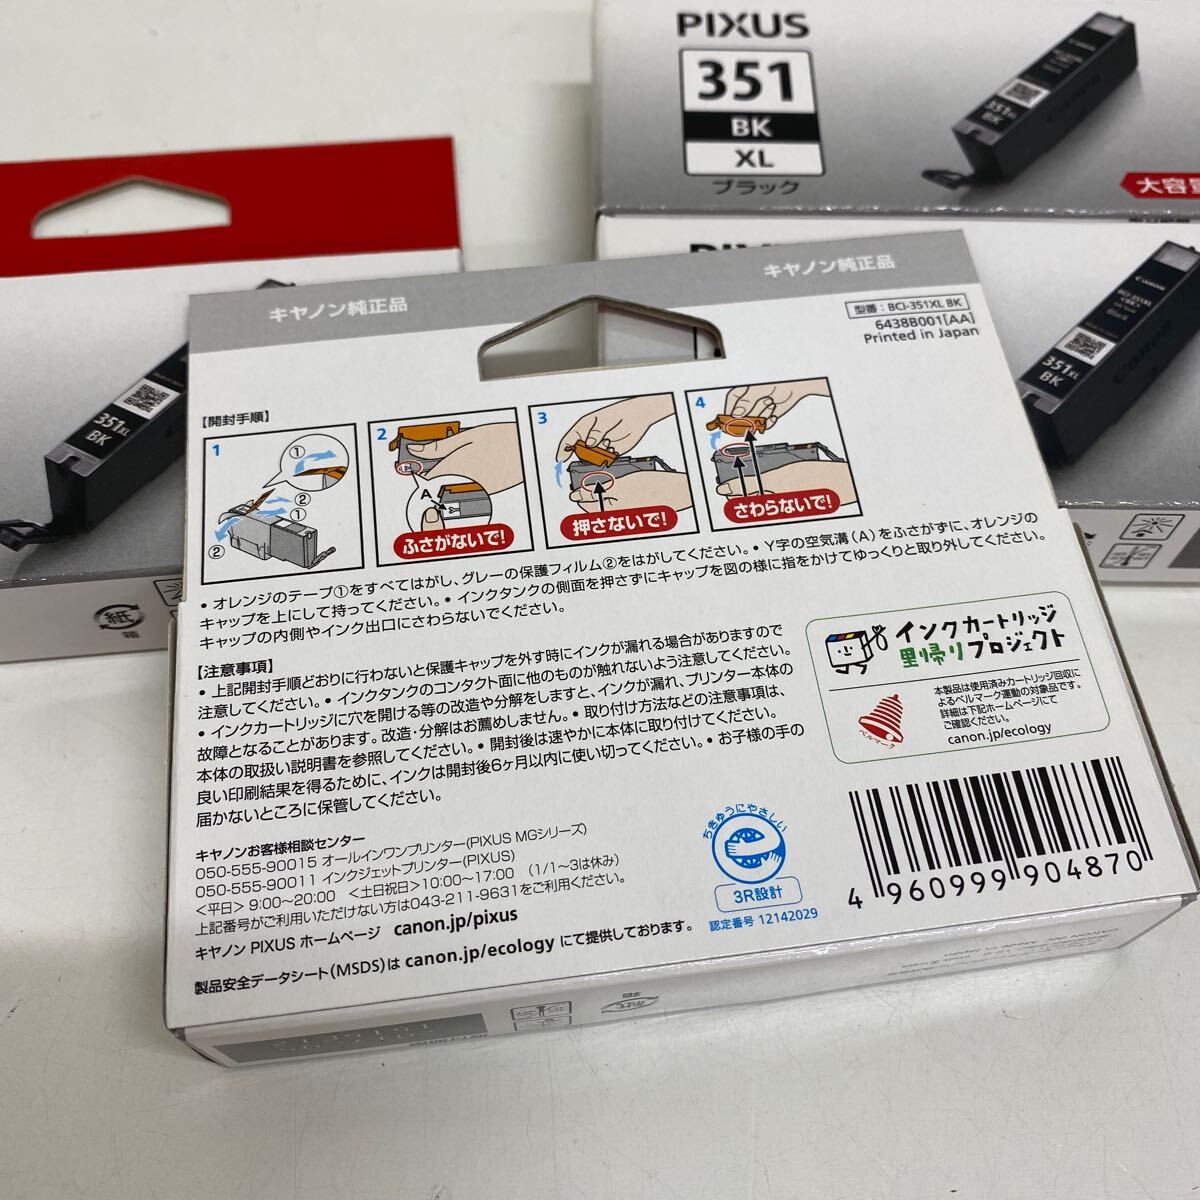 PIXUS
351
BK
XL
ブラック
351XL
BK
大容量
PIXUS
Canon
BCI-351XL
351XL
BK
351XL
BK
キヤノン純正品
キヤノン純正品
型番：BCI-351XL BK
6438B001[AA]
Printed in Japan
【開封手順】
1
①
②
①
②
2
A
ふさがないで!
3
押さないで!
4
さわらないで!
• オレンジのテープ①をすべてはがし、グレーの保護フィルム②をはがしてください。• Y字の空気溝(A)をふさがずに、オレンジの
キャップを上にして持ってください。• インクタンクの側面を押さずにキャップを図の様に指をかけてゆっくりと取り外してください。
キャップの内側やインク出口にさわらないでください。
【注意事項】
• 上記開封手順どおりに行わないと保護キャップを外す時にインクが漏れる場合がありますので
注意してください。• インクタンクのコンタクト面に他のものが触れないよう注意してください。
• インクカートリッジに穴を開ける等の改造や分解をしますと、インクが漏れ、プリンター本体の
故障となることがあります。改造・分解はお薦めしません。• 取り付け方法などの注意事項は、
本体の取扱い説明書を参照してください。• 開封後は速やかに本体に取り付けてください。
良い印刷結果を得るために、インクは開封後6ヶ月以内に使い切ってください。• お子様の手の
届かないところに保管してください。
インクカートリッジ
里帰りプロジェクト
ベルマーク
本製品は使用済みカートリッジ回収に
よるベルマーク運動の対象品です。
詳細は下記ホームページにて
ご確認ください。
canon.jp/ecology
キヤノンお客様相談センター
050-555-90015 オールインワンプリンター(PIXUS MGシリーズ)
050-555-90011 インクジェットプリンター(PIXUS)
<平日> 9:00〜20:00 <土日祝日>10:00〜17:00 (1/1〜3は休み)
上記番号がご利用いただけない方は043-211-9631をご利用ください。
キヤノン PIXUS ホームページ canon.jp/pixus
製品安全データシート(MSDS)は canon.jp/ecology にて提供しております。
ちきゅうにやさしい
3R設計
認定番号 12142029
4 960999 904870
紙
箱